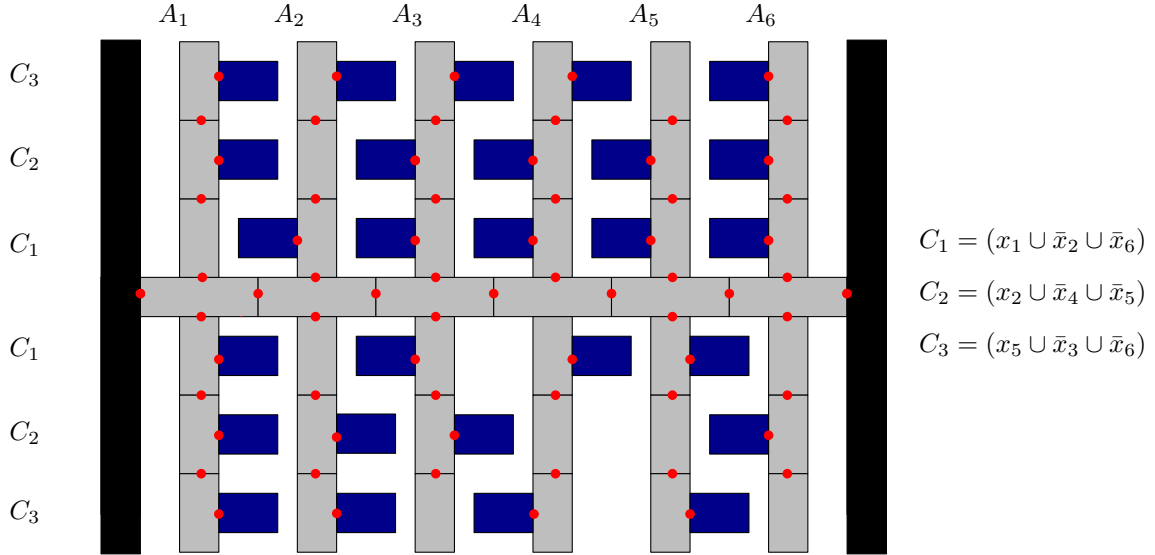 A₁ A₂ A₃ A₄ A₅ A₆
C₃
C₂
C₁
C₁
C₂
C₃
C₁ = (x₁ ∪ x̄₂ ∪ x̄₆)
C₂ = (x₂ ∪ x̄₄ ∪ x̄₅)
C₃ = (x₅ ∪ x̄₃ ∪ x̄₆)